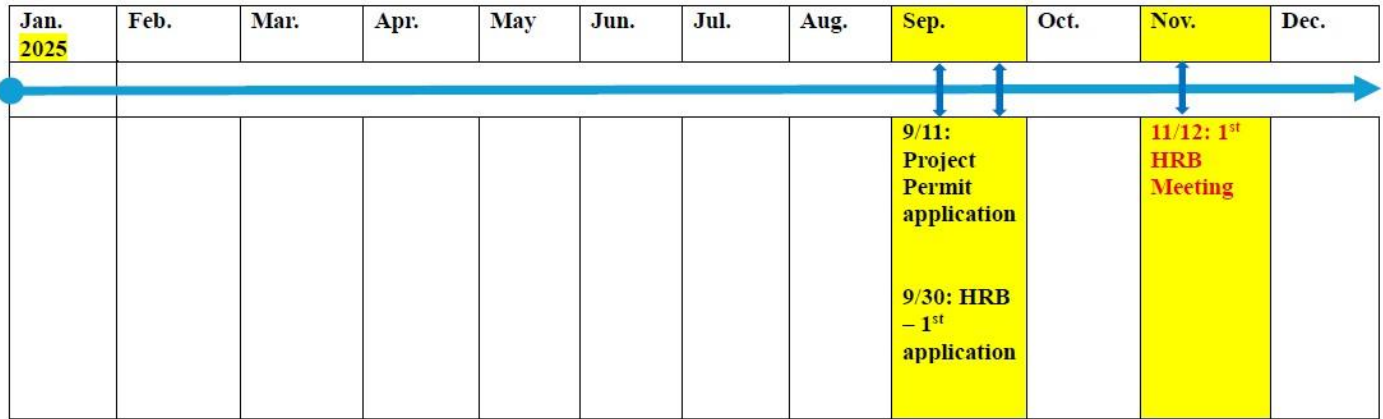 Jan. Feb. Mar. Apr. May Jun. Jul. Aug. Sep. Oct. Nov. Dec.
2025
9/11:
Project
Permit
application
9/30: HRB
– 1st
application
11/12: 1st
HRB
Meeting